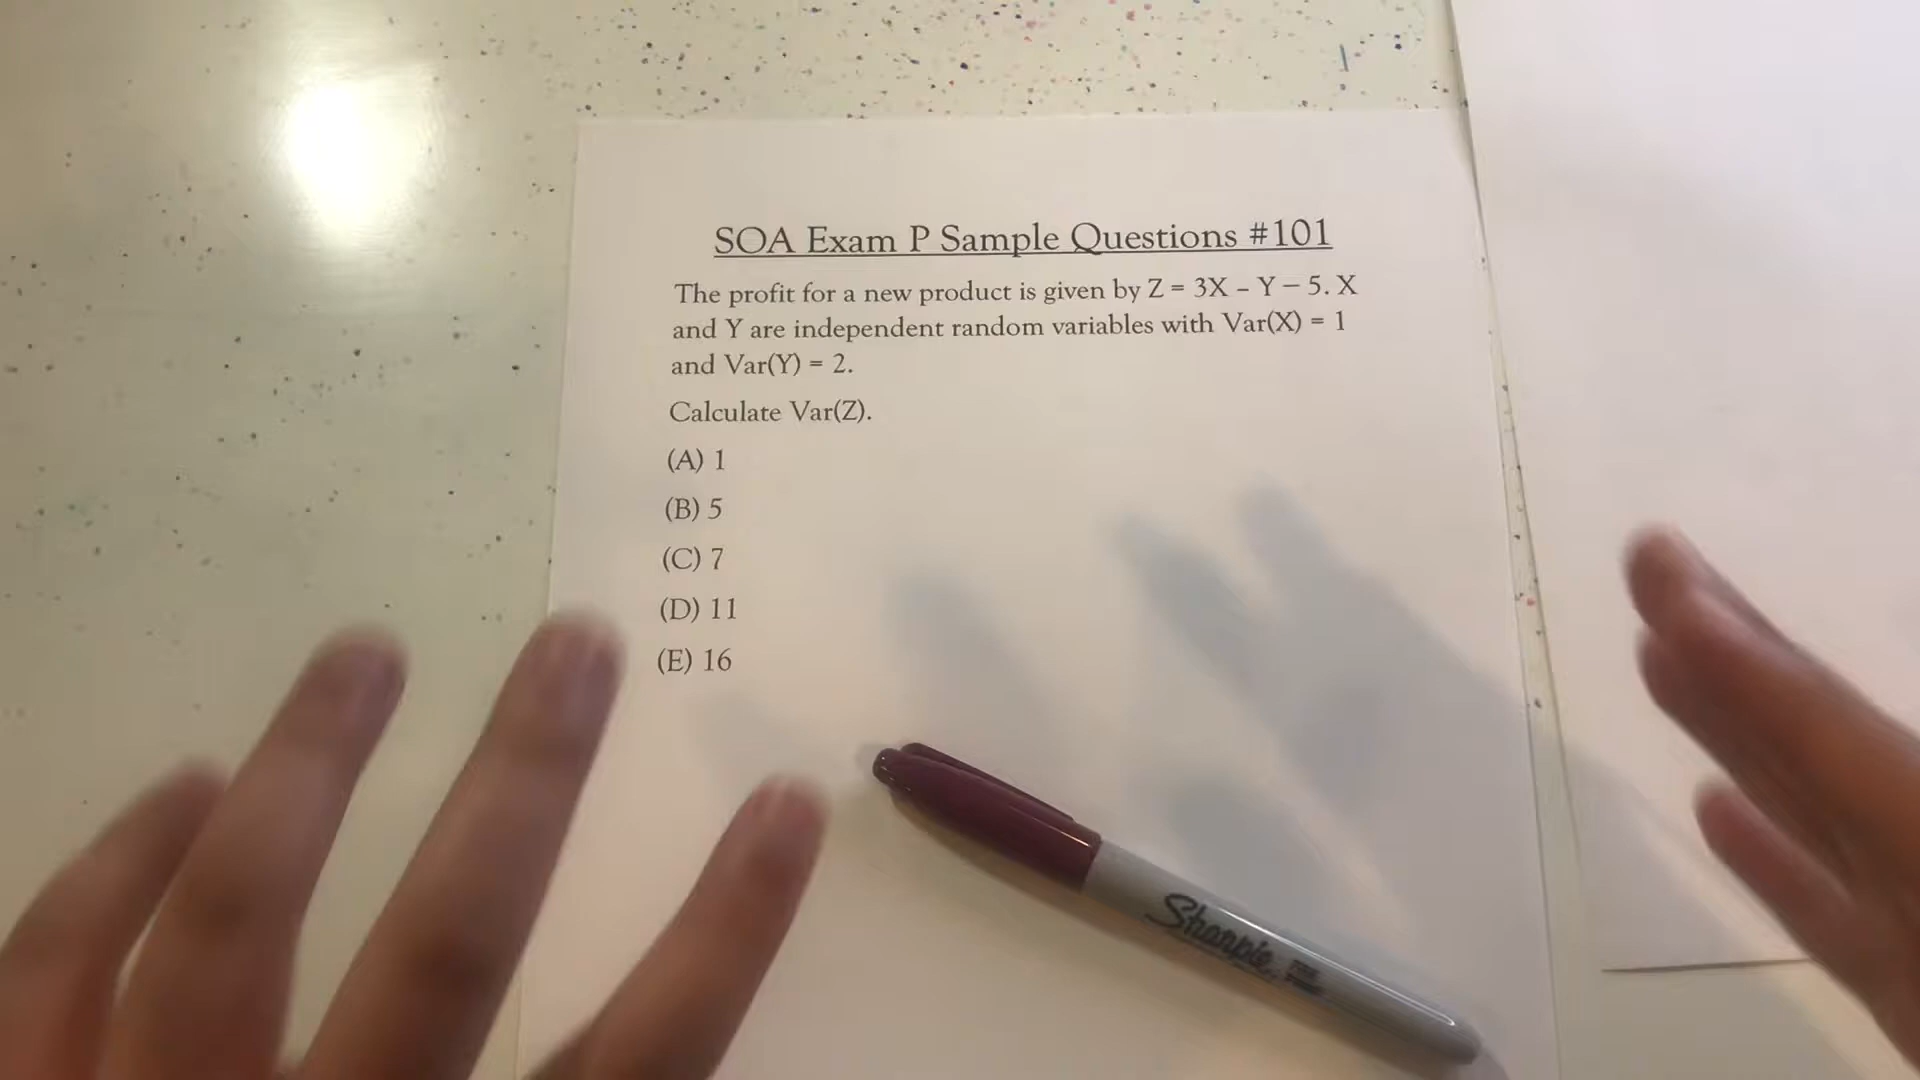 SOA Exam P Sample Questions #101
The profit for a new product is given by Z = 3X – Y – 5. X
and Y are independent random variables with Var(X) = 1
and Var(Y) = 2.
Calculate Var(Z).
(A) 1
(B) 5
(C) 7
(D) 11
(E) 16
Sharpie